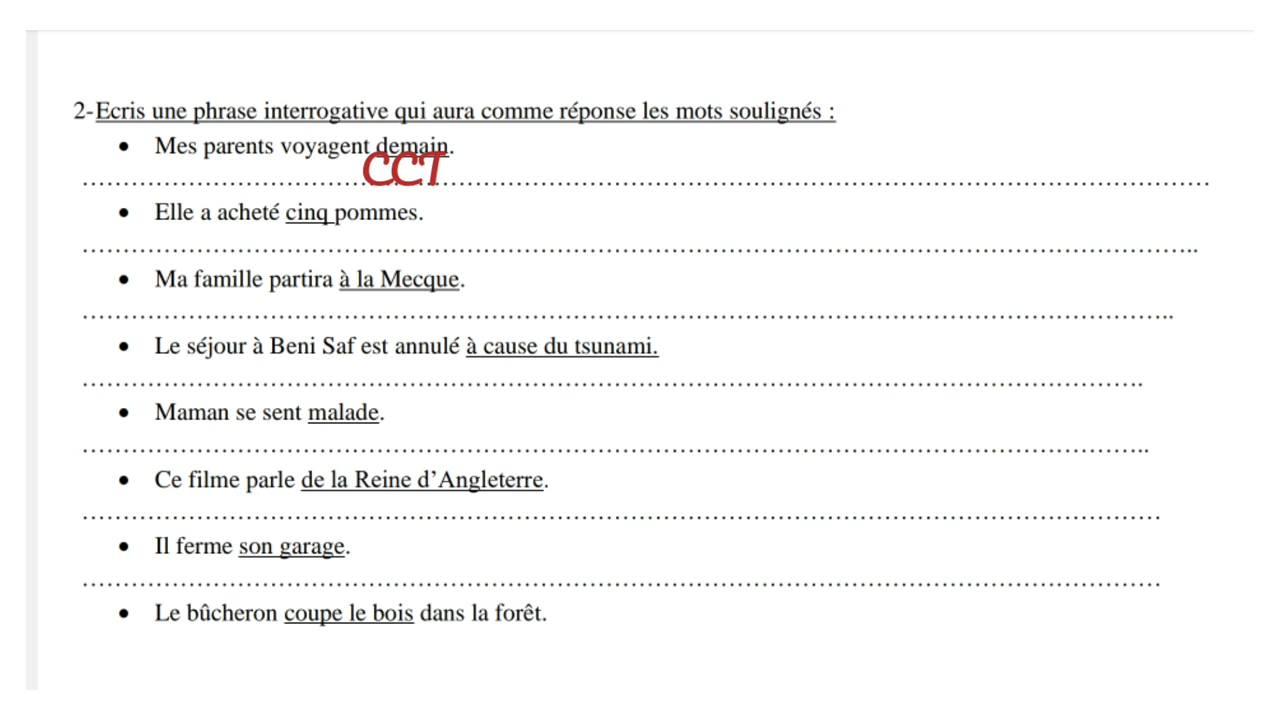 2-Ecris une phrase interrogative qui aura comme réponse les mots soulignés :
• Mes parents voyagent demain.
CCT
……………………………………………………………………………………………………………………
• Elle a acheté cinq pommes.
…………………………………………………………………………………………………………………..
• Ma famille partira à la Mecque.
………………………………………………………………………………………………………………..
• Le séjour à Beni Saf est annulé à cause du tsunami.
…………………………………………………………………………………………………………….
• Maman se sent malade.
……………………………………………………………………………………………………………..
• Ce filme parle de la Reine d’Angleterre.
………………………………………………………………………………………………………………
• Il ferme son garage.
………………………………………………………………………………………………………………
• Le bûcheron coupe le bois dans la forêt.